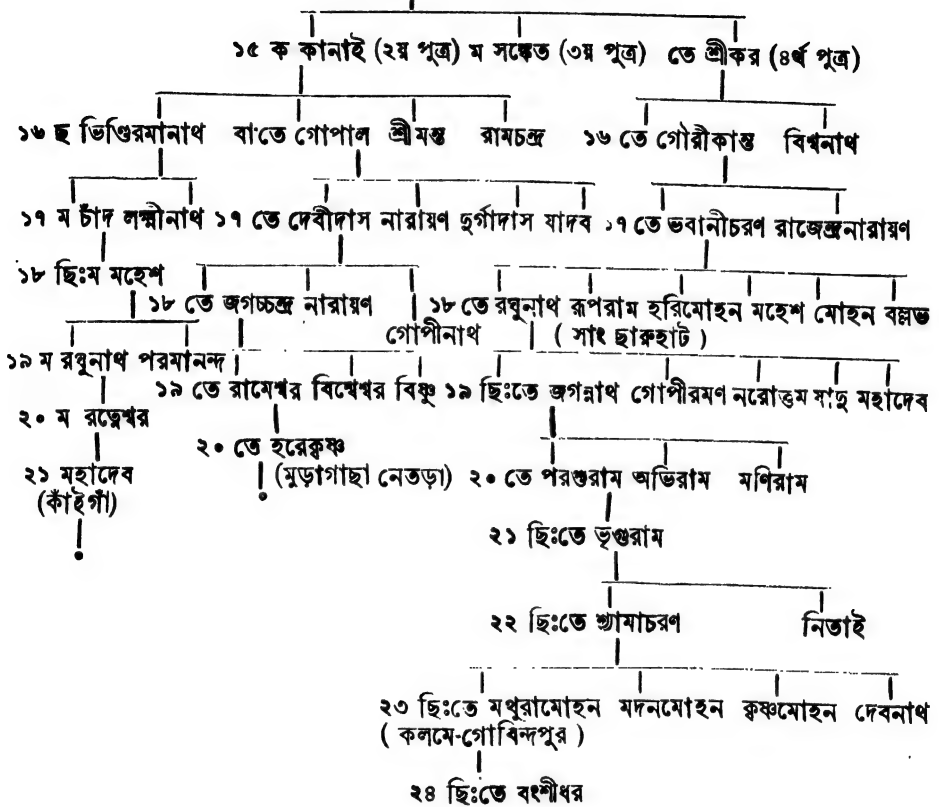 ১৫ ক কানাই (২য় পুত্র) ম সঙ্কেত (৩য় পুত্র) তে শ্রীকর (৪র্থ পুত্র)
১৬ ছ ভিণ্ডিরমানাথ বা'তে গোপাল শ্রীমন্ত রামচন্দ্র ১৬ তে গৌরীকান্ত বিশ্বনাথ
১৭ ম চাঁদ লক্ষ্মীনাথ ১৭ তে দেবীদাস নারায়ণ দুর্গাদাস যাদব ১৭ তে ভবানীচরণ রাজেন্দ্রনারায়ণ
১৮ ছিঃম মহেশ
১৮ তে জগচ্চন্দ্র নারায়ণ ১৮ তে রঘুনাথ রূপরাম হরিমোহন মহেশ মোহন বল্লভ
গোপীনাথ ( সাং ছারুহাট )
১৯ ম রঘুনাথ পরমানন্দ
১৯ তে রামেশ্বর বিশ্বেশ্বর বিষ্ণু ১৯ ছিঃতে জগন্নাথ গোপীরমণ নরোত্তম যাদু মহাদেব
২০ ম রত্নেশ্বর
২০ তে হরেকৃষ্ণ
২১ মহাদেব (মুড়াগাছা নেতড়া) ২০ তে পরশুরাম অভিরাম মণিরাম
(কাঁইগাঁ)
২১ ছিঃতে ভৃগুরাম
২২ ছিঃতে শ্যামাচরণ নিতাই
২৩ ছিঃতে মথুরামোহন মদনমোহন কৃষ্ণমোহন দেবনাথ
( কলমে-গোবিন্দপুর )
২৪ ছিঃতে বংশীধর